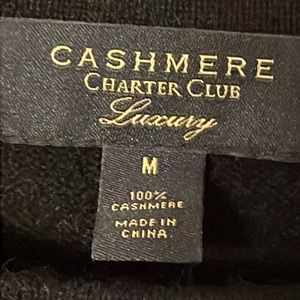 CASHMERE
CHARTER CLUB
Luxury
M
100%
CASHMERE
MADE IN
CHINA